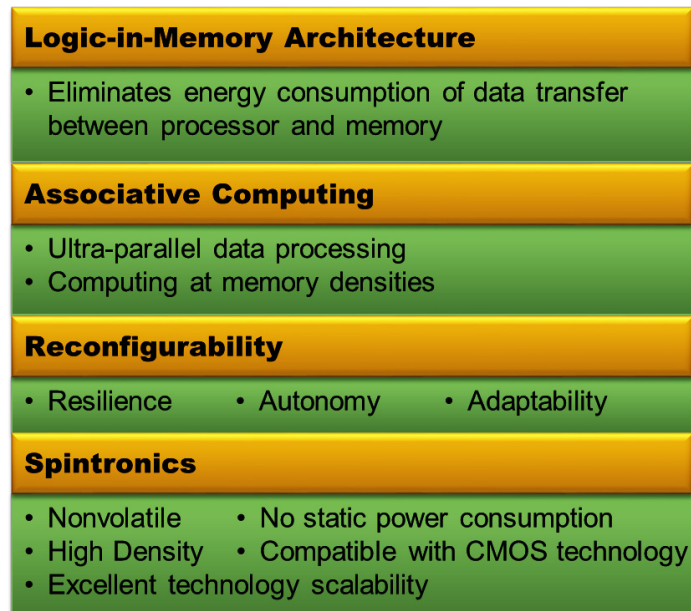 Logic-in-Memory Architecture
• Eliminates energy consumption of data transfer
between processor and memory
Associative Computing
• Ultra-parallel data processing
• Computing at memory densities
Reconfigurability
• Resilience • Autonomy • Adaptability
Spintronics
• Nonvolatile • No static power consumption
• High Density • Compatible with CMOS technology
• Excellent technology scalability